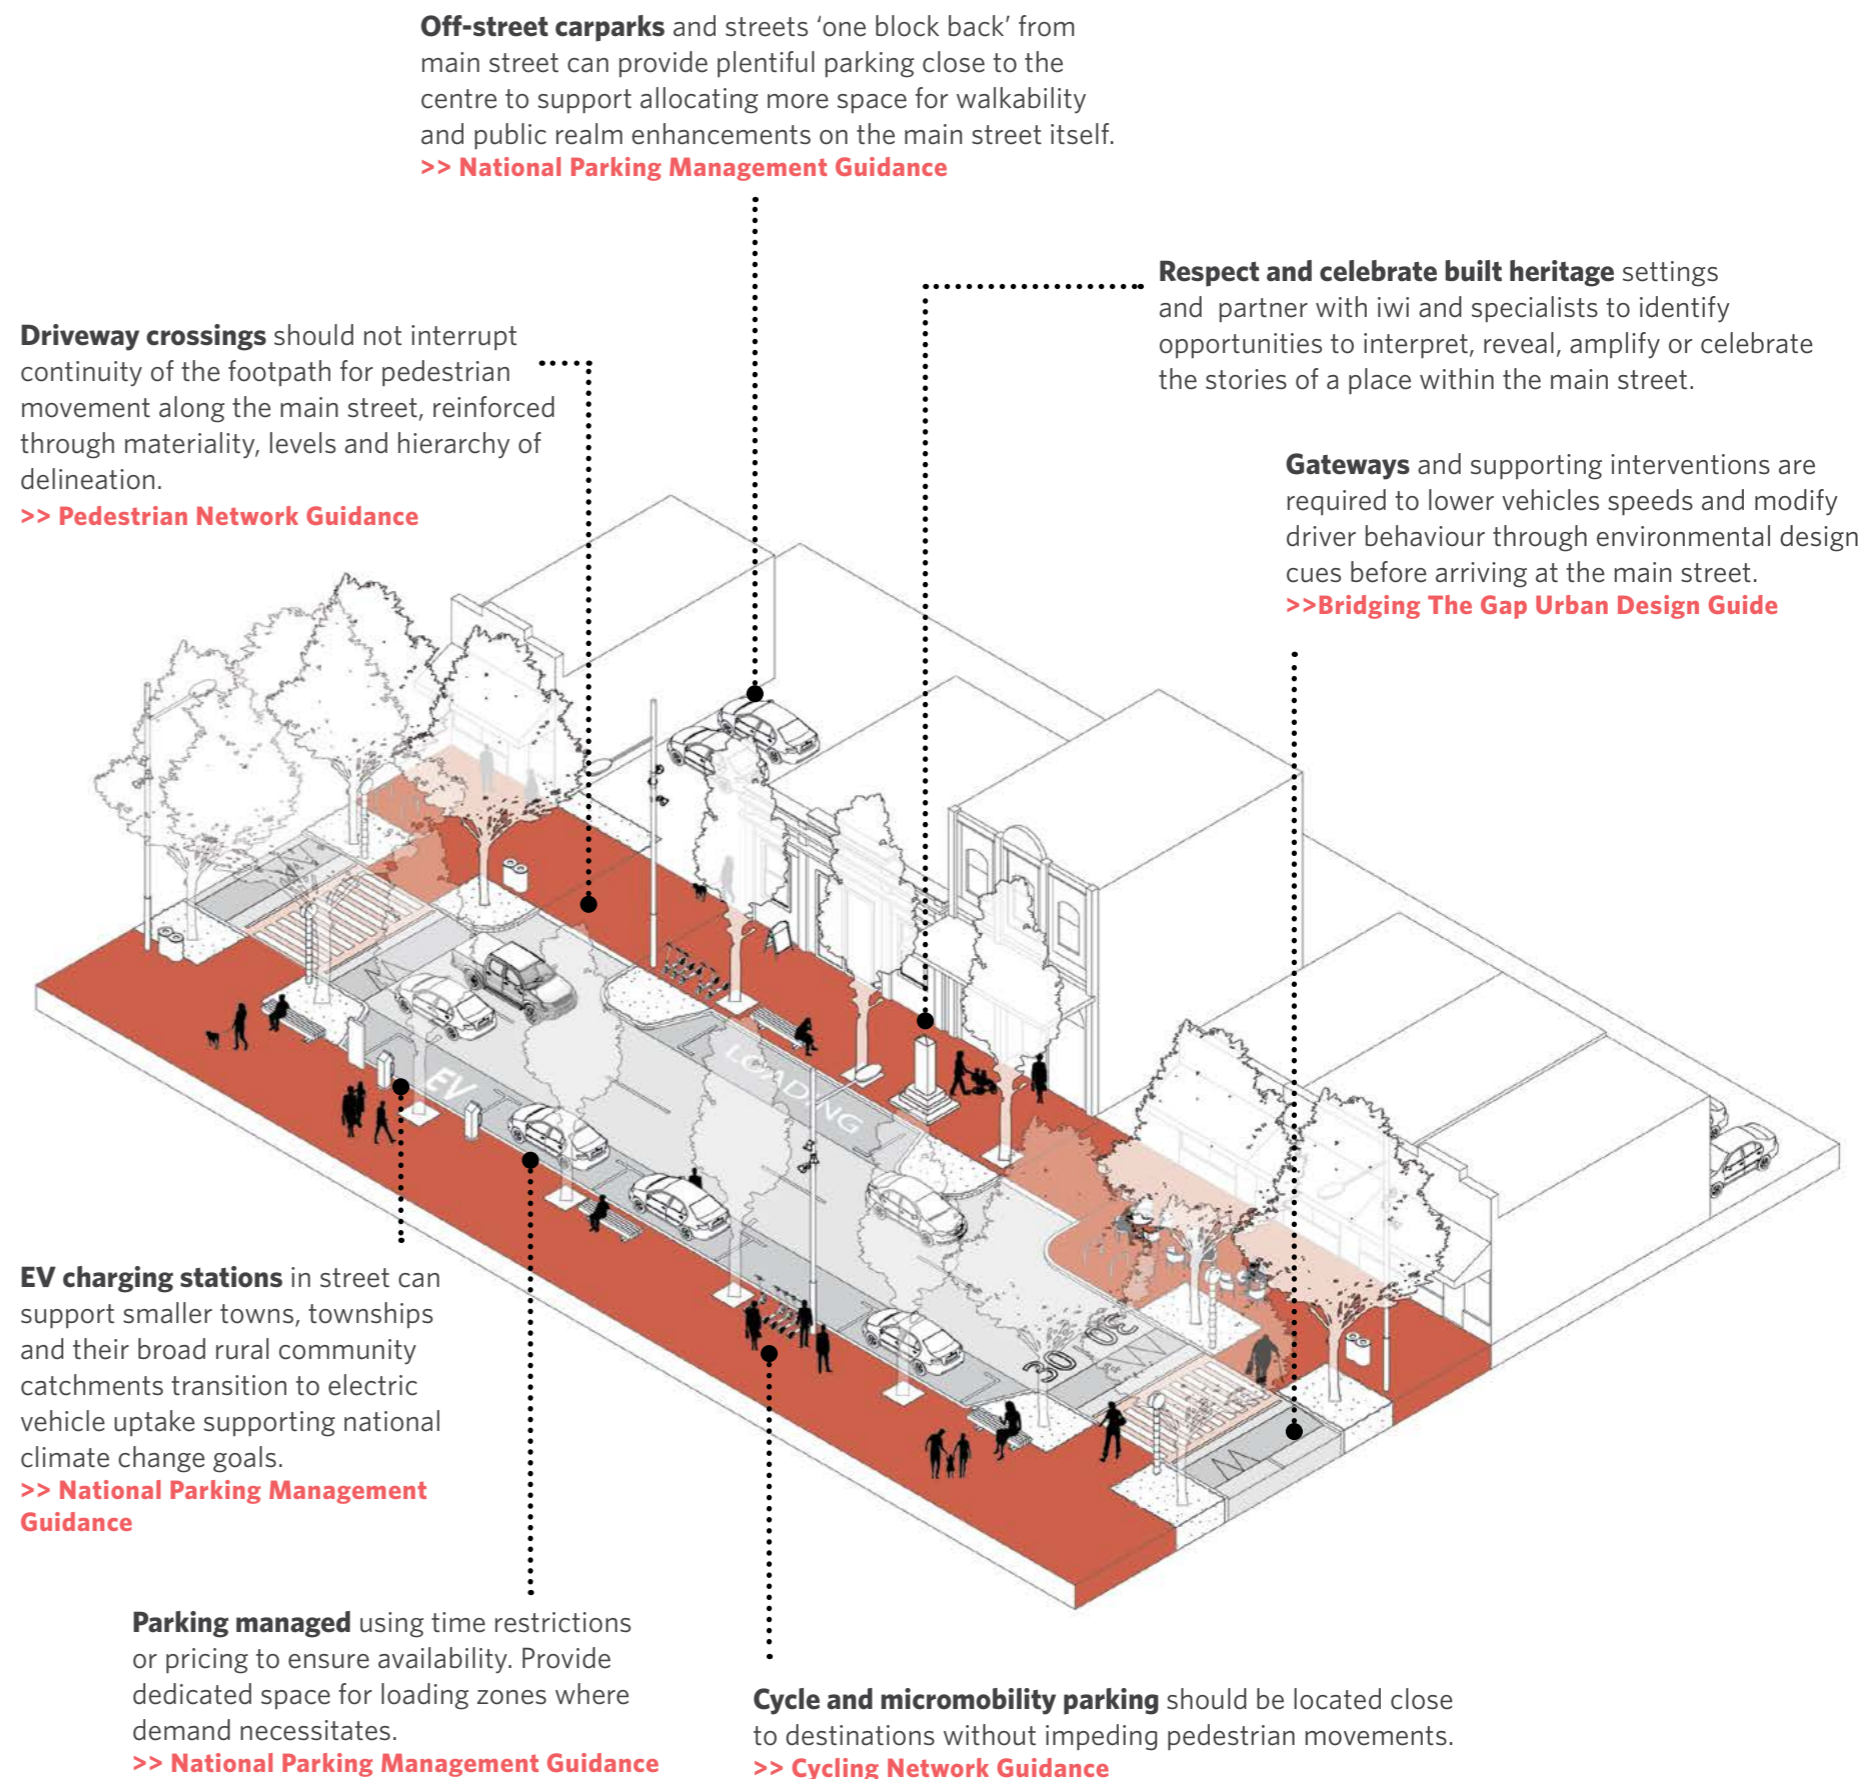 Off-street carparks and streets ‘one block back’ from
main street can provide plentiful parking close to the
centre to support allocating more space for walkability
and public realm enhancements on the main street itself.
>> National Parking Management Guidance
Respect and celebrate built heritage settings
and partner with iwi and specialists to identify
opportunities to interpret, reveal, amplify or celebrate
the stories of a place within the main street.
Driveway crossings should not interrupt
continuity of the footpath for pedestrian
movement along the main street, reinforced
through materiality, levels and hierarchy of
delineation.
>> Pedestrian Network Guidance
Gateways and supporting interventions are
required to lower vehicles speeds and modify
driver behaviour through environmental design
cues before arriving at the main street.
>>Bridging The Gap Urban Design Guide
LOADING
EV
30
30
EV charging stations in street can
support smaller towns, townships
and their broad rural community
catchments transition to electric
vehicle uptake supporting national
climate change goals.
>> National Parking Management
Guidance
Parking managed using time restrictions
or pricing to ensure availability. Provide
dedicated space for loading zones where
demand necessitates.
>> National Parking Management Guidance
Cycle and micromobility parking should be located close
to destinations without impeding pedestrian movements.
>> Cycling Network Guidance